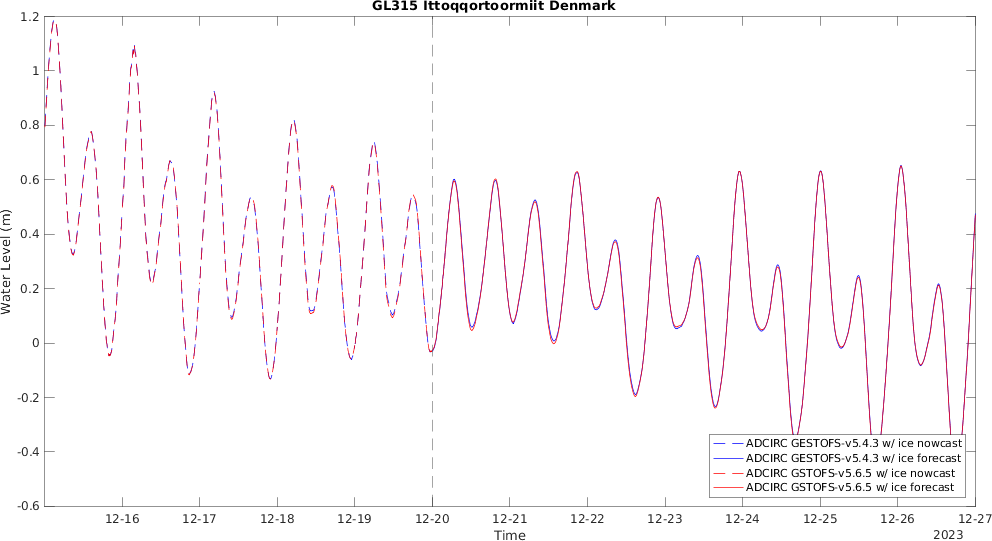 GL315 Ittoqqortoormiit Denmark
1.2
1
0.8
0.6
0.4
0.2
0
-0.2
-0.4
-0.6
Water Level (m)
ADCIRC GESTOFS-v5.4.3 w/ ice nowcast
ADCIRC GESTOFS-v5.4.3 w/ ice forecast
ADCIRC GSTOFS-v5.6.5 w/ ice nowcast
ADCIRC GSTOFS-v5.6.5 w/ ice forecast
12-16 12-17 12-18 12-19 12-20 12-21 12-22 12-23 12-24 12-25 12-26 12-27
Time
2023